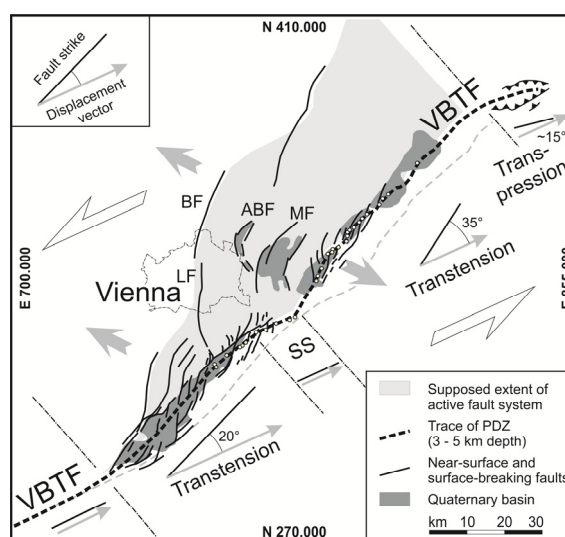 N 410.000
Fault strike
Displacement
vector
VBTF
~15°
Trans-
pression
BF
ABF
MF
35°
Transtension
E 700.000
LF
Vienna
SS
20°
Transtension
VBTF
N 270.000
Supposed extent of
active fault system
Trace of PDZ
(3 - 5 km depth)
Near-surface and
surface-breaking faults
Quaternary basin
km 10 20 30